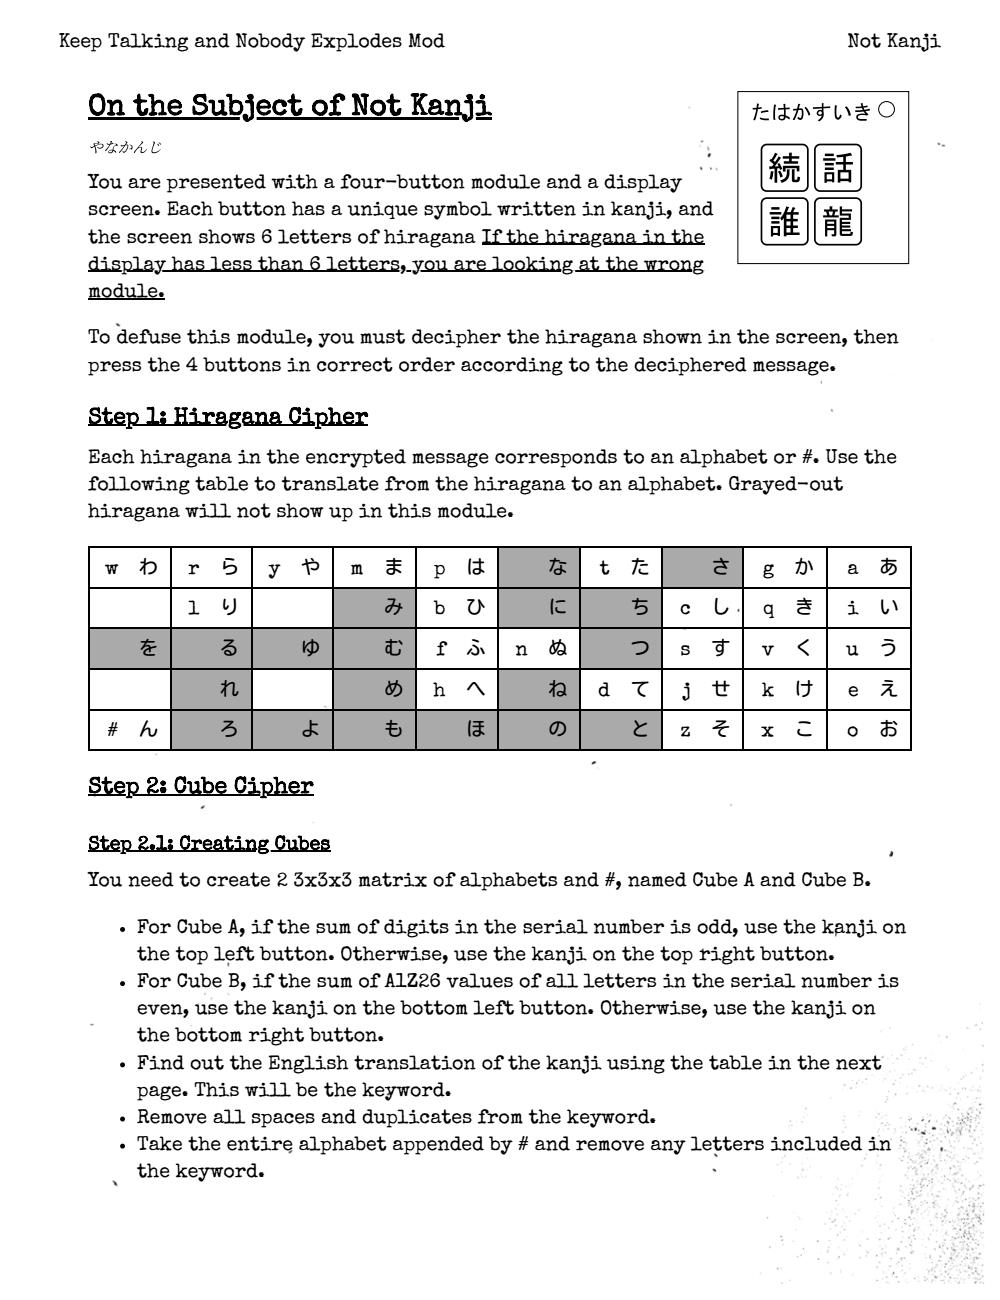 Keep Talking and Nobody Explodes Mod
Not Kanji
On the Subject of Not Kanji
やなかんじ
たはかすいき
続 話
誰 龍
You are presented with a four-button module and a display
screen. Each button has a unique symbol written in kanji, and
the screen shows 6 letters of hiragana If the hiragana in the
display has less than 6 letters, you are looking at the wrong
module.
To defuse this module, you must decipher the hiragana shown in the screen, then
press the 4 buttons in correct order according to the deciphered message.
Step 1: Hiragana Cipher
Each hiragana in the encrypted message corresponds to an alphabet or #. Use the
following table to translate from the hiragana to an alphabet. Grayed-out
hiragana will not show up in this module.
w わ r ら y や m ま p は な t た さ g か a あ
l り み b ひ に ち c し q き i い
を る ゆ む f ふ n ぬ つ s す v く u う
れ め h へ ね d て j せ k け e え
# ん ろ よ も ほ の と z そ x こ o お
Step 2: Cube Cipher
Step 2.1: Creating Cubes
You need to create 2 3x3x3 matrix of alphabets and #, named Cube A and Cube B.
• For Cube A, if the sum of digits in the serial number is odd, use the kanji on
the top left button. Otherwise, use the kanji on the top right button.
• For Cube B, if the sum of A1Z26 values of all letters in the serial number is
even, use the kanji on the bottom left button. Otherwise, use the kanji on
the bottom right button.
• Find out the English translation of the kanji using the table in the next
page. This will be the keyword.
• Remove all spaces and duplicates from the keyword.
• Take the entire alphabet appended by # and remove any letters included in
the keyword.